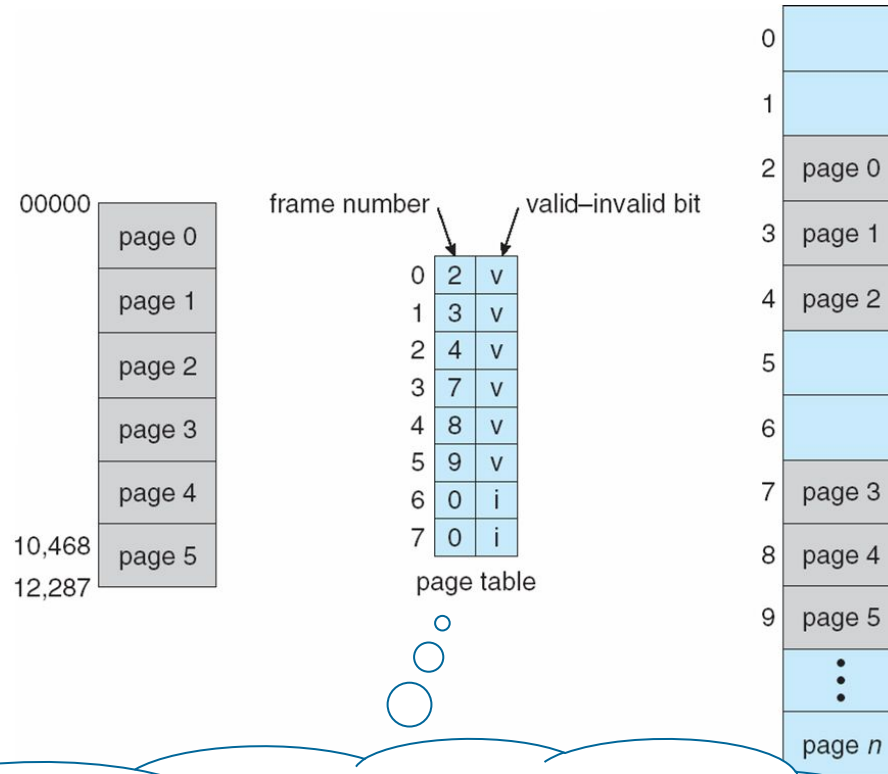 00000
page 0
page 1
page 2
page 3
page 4
10,468
page 5
12,287
frame number
valid–invalid bit
0 2 v
1 3 v
2 4 v
3 7 v
4 8 v
5 9 v
6 0 i
7 0 i
page table
0
1
2 page 0
3 page 1
4 page 2
5
6
7 page 3
8 page 4
9 page 5
page n